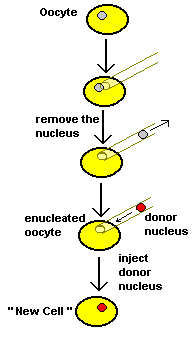 Oocyte
remove the
nucleus
enucleated
oocyte
donor
nucleus
inject
donor
nucleus
"New Cell"